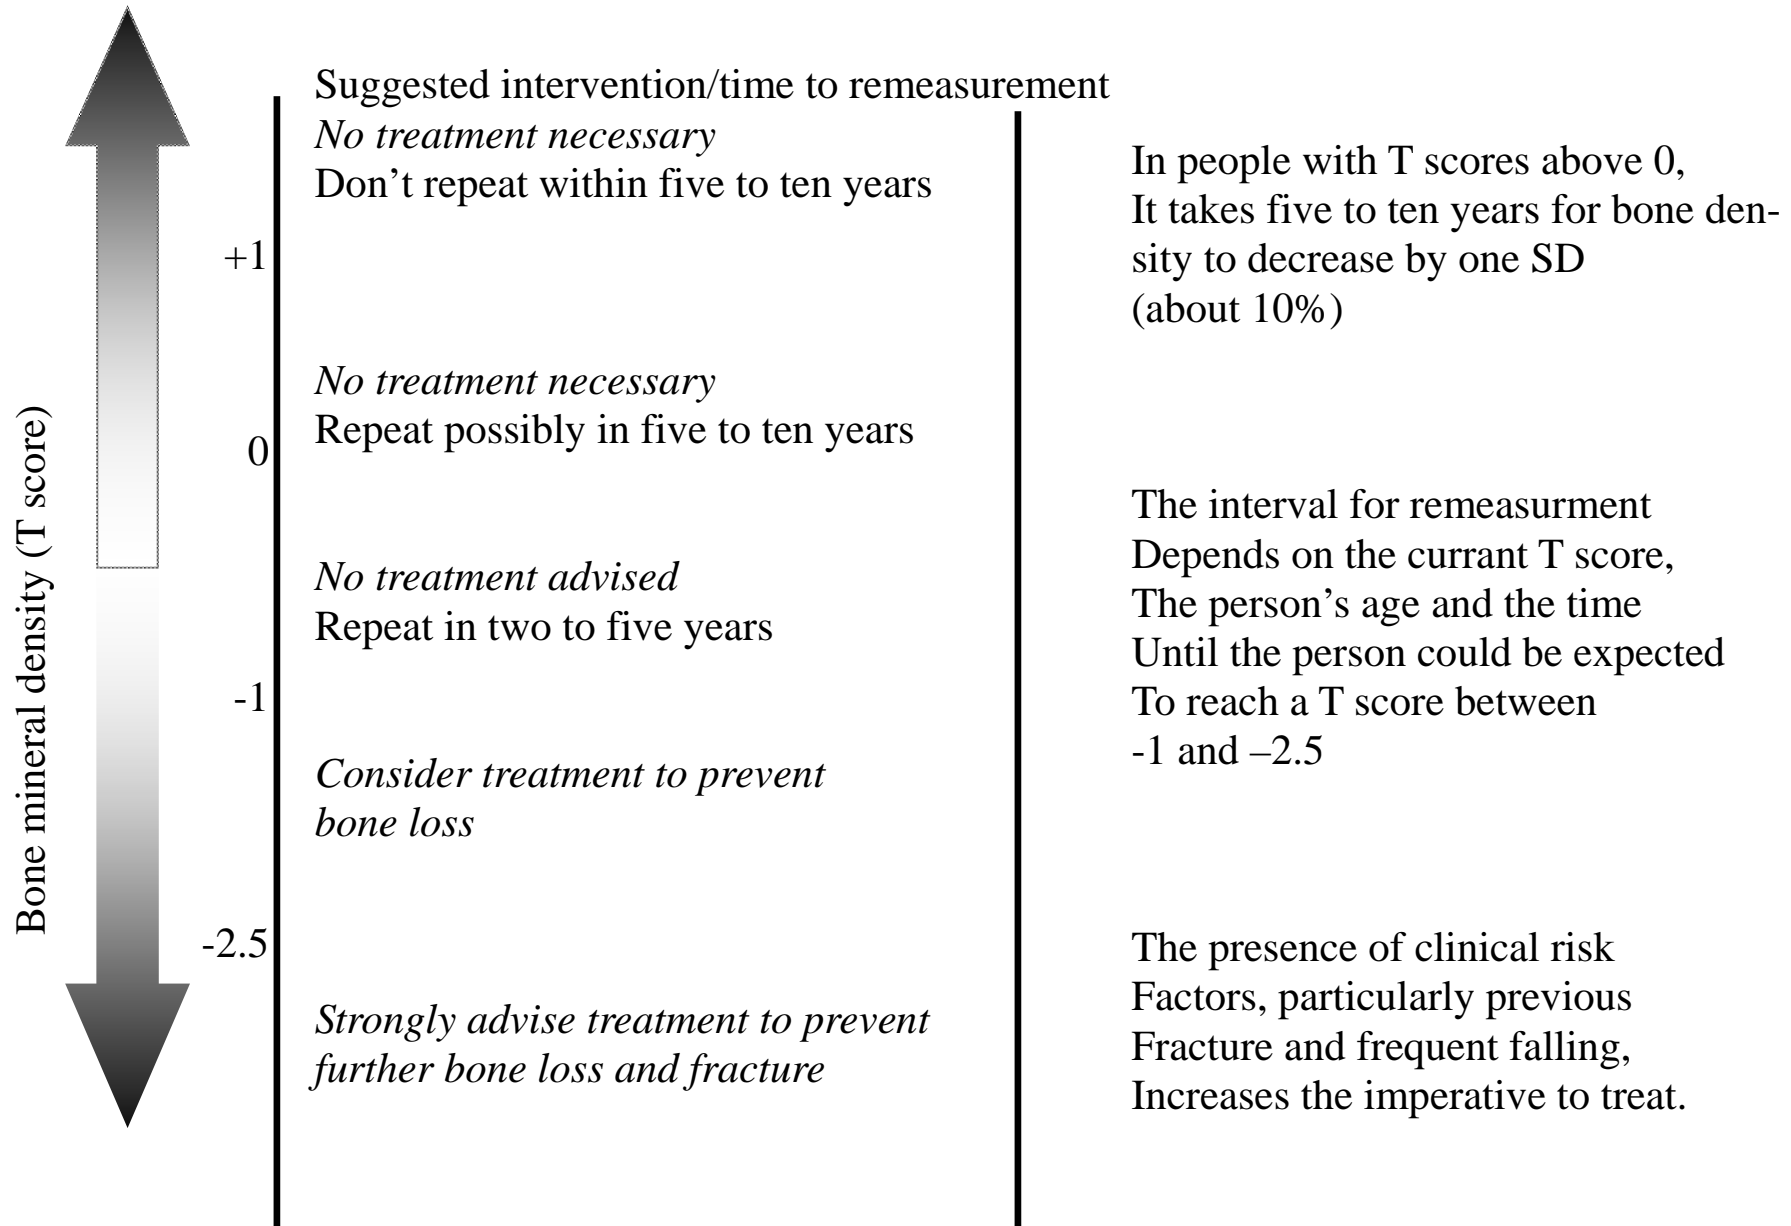 Bone mineral density (T score)
+1
0
-1
-2.5
Suggested intervention/time to remeasurement
No treatment necessary
Don’t repeat within five to ten years
No treatment necessary
Repeat possibly in five to ten years
No treatment advised
Repeat in two to five years
Consider treatment to prevent
bone loss
Strongly advise treatment to prevent
further bone loss and fracture
In people with T scores above 0,
It takes five to ten years for bone den-
sity to decrease by one SD
(about 10%)
The interval for remeasurment
Depends on the currant T score,
The person’s age and the time
Until the person could be expected
To reach a T score between
-1 and –2.5
The presence of clinical risk
Factors, particularly previous
Fracture and frequent falling,
Increases the imperative to treat.